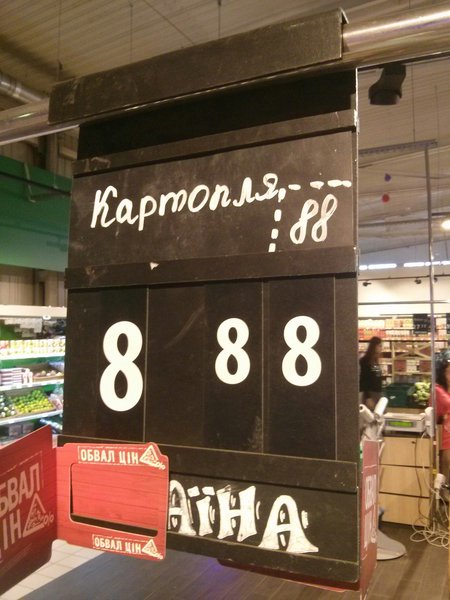 Картопля
88
8 88
ОБВАЛ ЦІН
АЇНА
ОБВАЛ ЦІН
ОБВАЛ
ЦІН